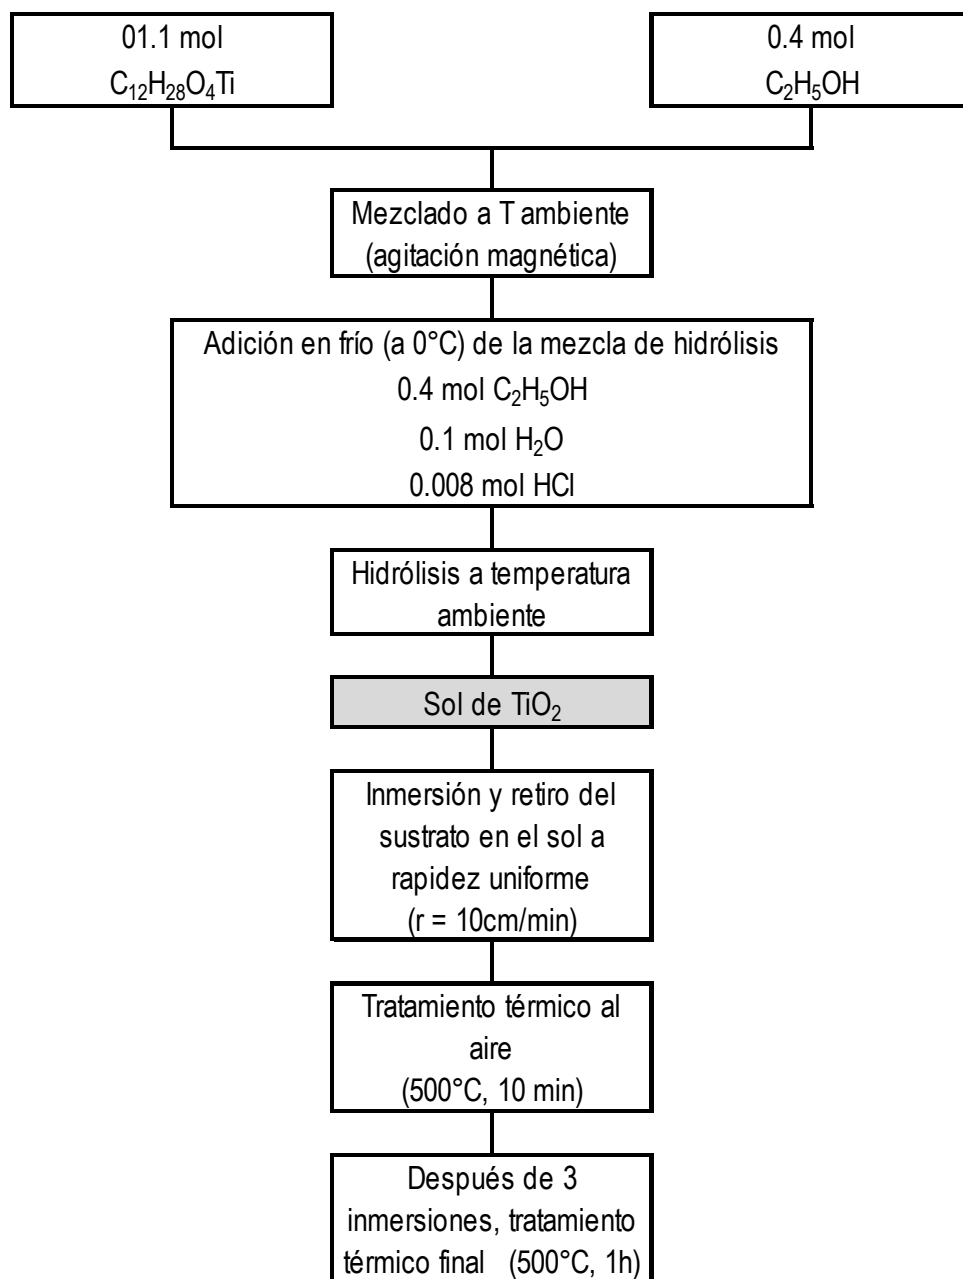 01.1 mol
C₁₂H₂₈O₄Ti
0.4 mol
C₂H₅OH
Mezclado a T ambiente
(agitación magnética)
Adición en frío (a 0°C) de la mezcla de hidrólisis
0.4 mol C₂H₅OH
0.1 mol H₂O
0.008 mol HCl
Hidrólisis a temperatura
ambiente
Sol de TiO₂
Inmersión y retiro del
sustrato en el sol a
rapidez uniforme
(r = 10cm/min)
Tratamiento térmico al
aire
(500°C, 10 min)
Después de 3
inmersiones, tratamiento
térmico final (500°C, 1h)